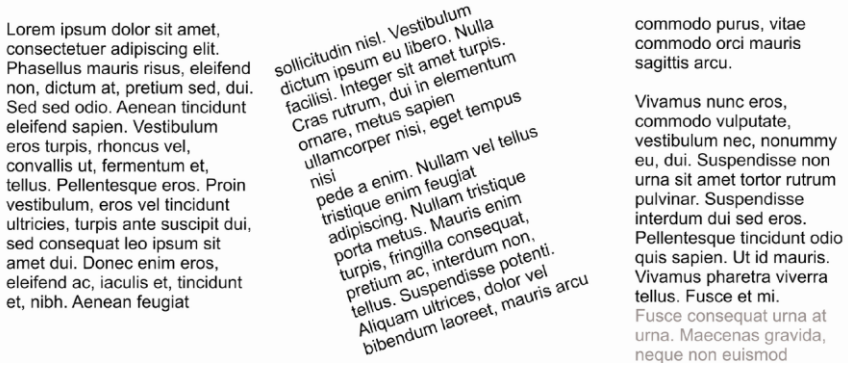 Lorem ipsum dolor sit amet,
consectetuer adipiscing elit.
Phasellus mauris risus, eleifend
non, dictum at, pretium sed, dui.
Sed sed odio. Aenean tincidunt
eleifend sapien. Vestibulum
eros turpis, rhoncus vel,
convallis ut, fermentum et,
tellus. Pellentesque eros. Proin
vestibulum, eros vel tincidunt
ultricies, turpis ante suscipit dui,
sed consequat leo ipsum sit
amet dui. Donec enim eros,
eleifend ac, iaculis et, tincidunt
et, nibh. Aenean feugiat
sollicitudin nisl. Vestibulum
dictum ipsum eu libero. Nulla
facilisi. Integer sit amet turpis.
Cras rutrum, dui in elementum
ornare, metus sapien
ullamcorper nisi, eget tempus
nisi
pede a enim. Nullam vel tellus
tristique enim feugiat
adipiscing. Nullam tristique
porta metus. Mauris enim
turpis, fringilla consequat,
pretium ac, interdum non,
tellus. Suspendisse potenti.
Aliquam ultrices, dolor vel
bibendum laoreet, mauris arcu
commodo purus, vitae
commodo orci mauris
sagittis arcu.
Vivamus nunc eros,
commodo vulputate,
vestibulum nec, nonummy
eu, dui. Suspendisse non
urna sit amet tortor rutrum
pulvinar. Suspendisse
interdum dui sed eros.
Pellentesque tincidunt odio
quis sapien. Ut id mauris.
Vivamus pharetra viverra
tellus. Fusce et mi.
Fusce consequat urna at
urna. Maecenas gravida,
neque non euismod